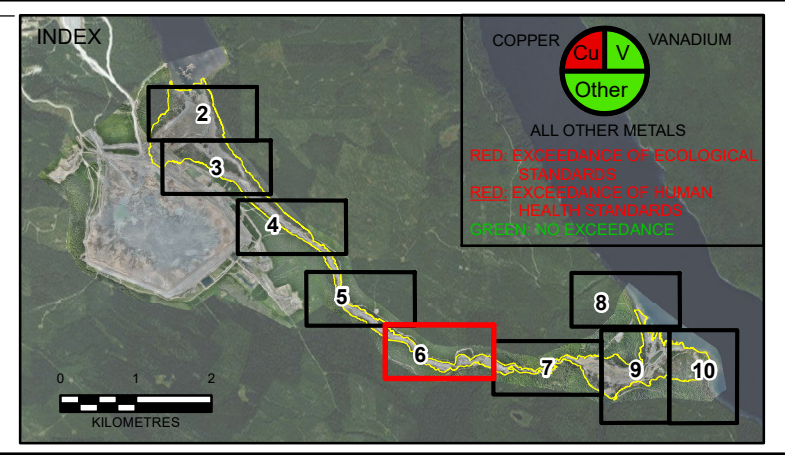 INDEX
COPPER
VANADIUM
Cu
V
Other
ALL OTHER METALS
RED: EXCEEDANCE OF ECOLOGICAL
STANDARDS
RED: EXCEEDANCE OF HUMAN
HEALTH STANDARDS
GREEN: NO EXCEEDANCE
2
3
4
5
6
7
8
9
10
0 1 2
KILOMETRES